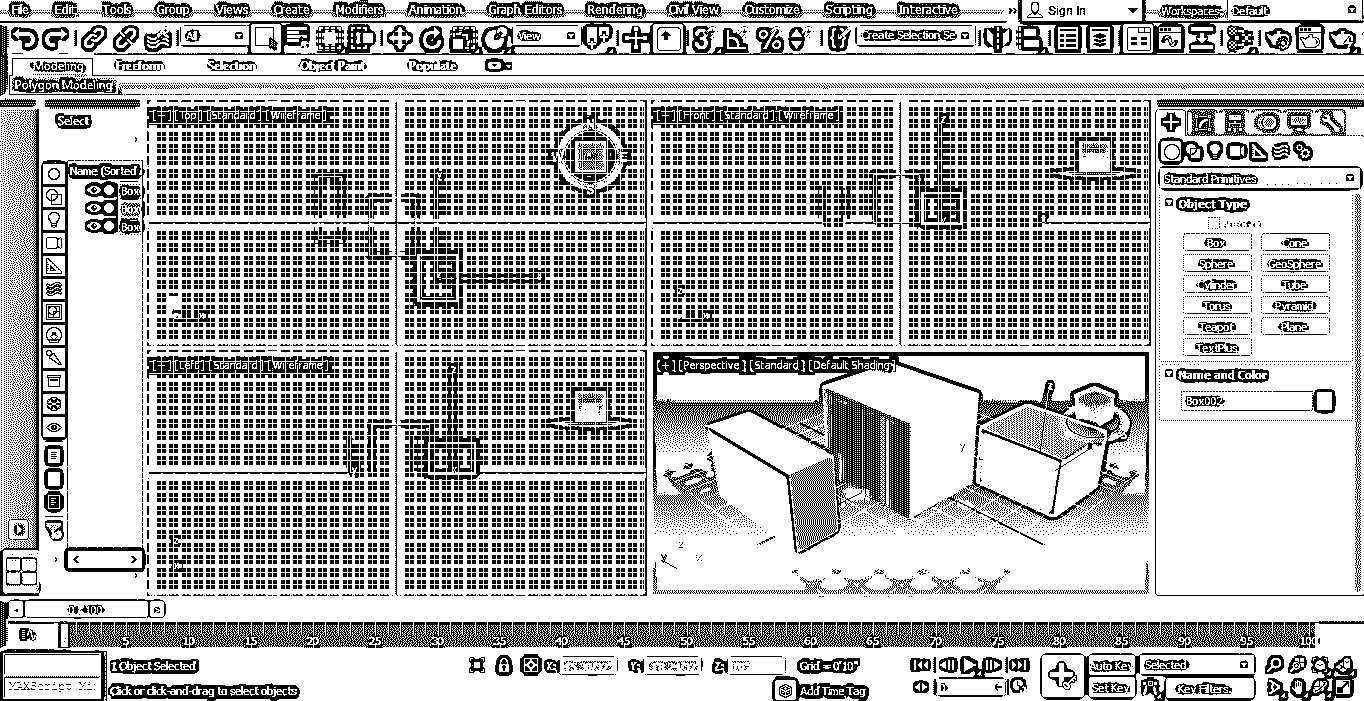 File Edit Tools Group Views Create Modifiers Animation Graph Editors Rendering Civil View Customize Scripting Interactive Sign In Workspaces: Default
All View Create Selection Se
Modeling Freeform Selection Object Paint Populate
Polygon Modeling
Select
[+] [Top] [Standard] [Wireframe]
[+] [Front] [Standard] [Wireframe]
Name (Sorted
Box
Box
Box
Standard Primitives
Object Type
AutoGrid
Box Cone
Sphere GeoSphere
Cylinder Tube
Torus Pyramid
Teapot Plane
TextPlus
Name and Color
Box002
[+] [Left] [Standard] [Wireframe]
[+] [Perspective] [Standard] [Default Shading]
0 / 100
5 10 15 20 25 30 35 40 45 50 55 60 65 70 75 80 85 90 95 100
1 Object Selected
X: Y: Z: Grid = 0'10"
Auto Key Selected
MAXScript Mi
Click or click-and-drag to select objects
Add Time Tag
Set Key Key Filters...